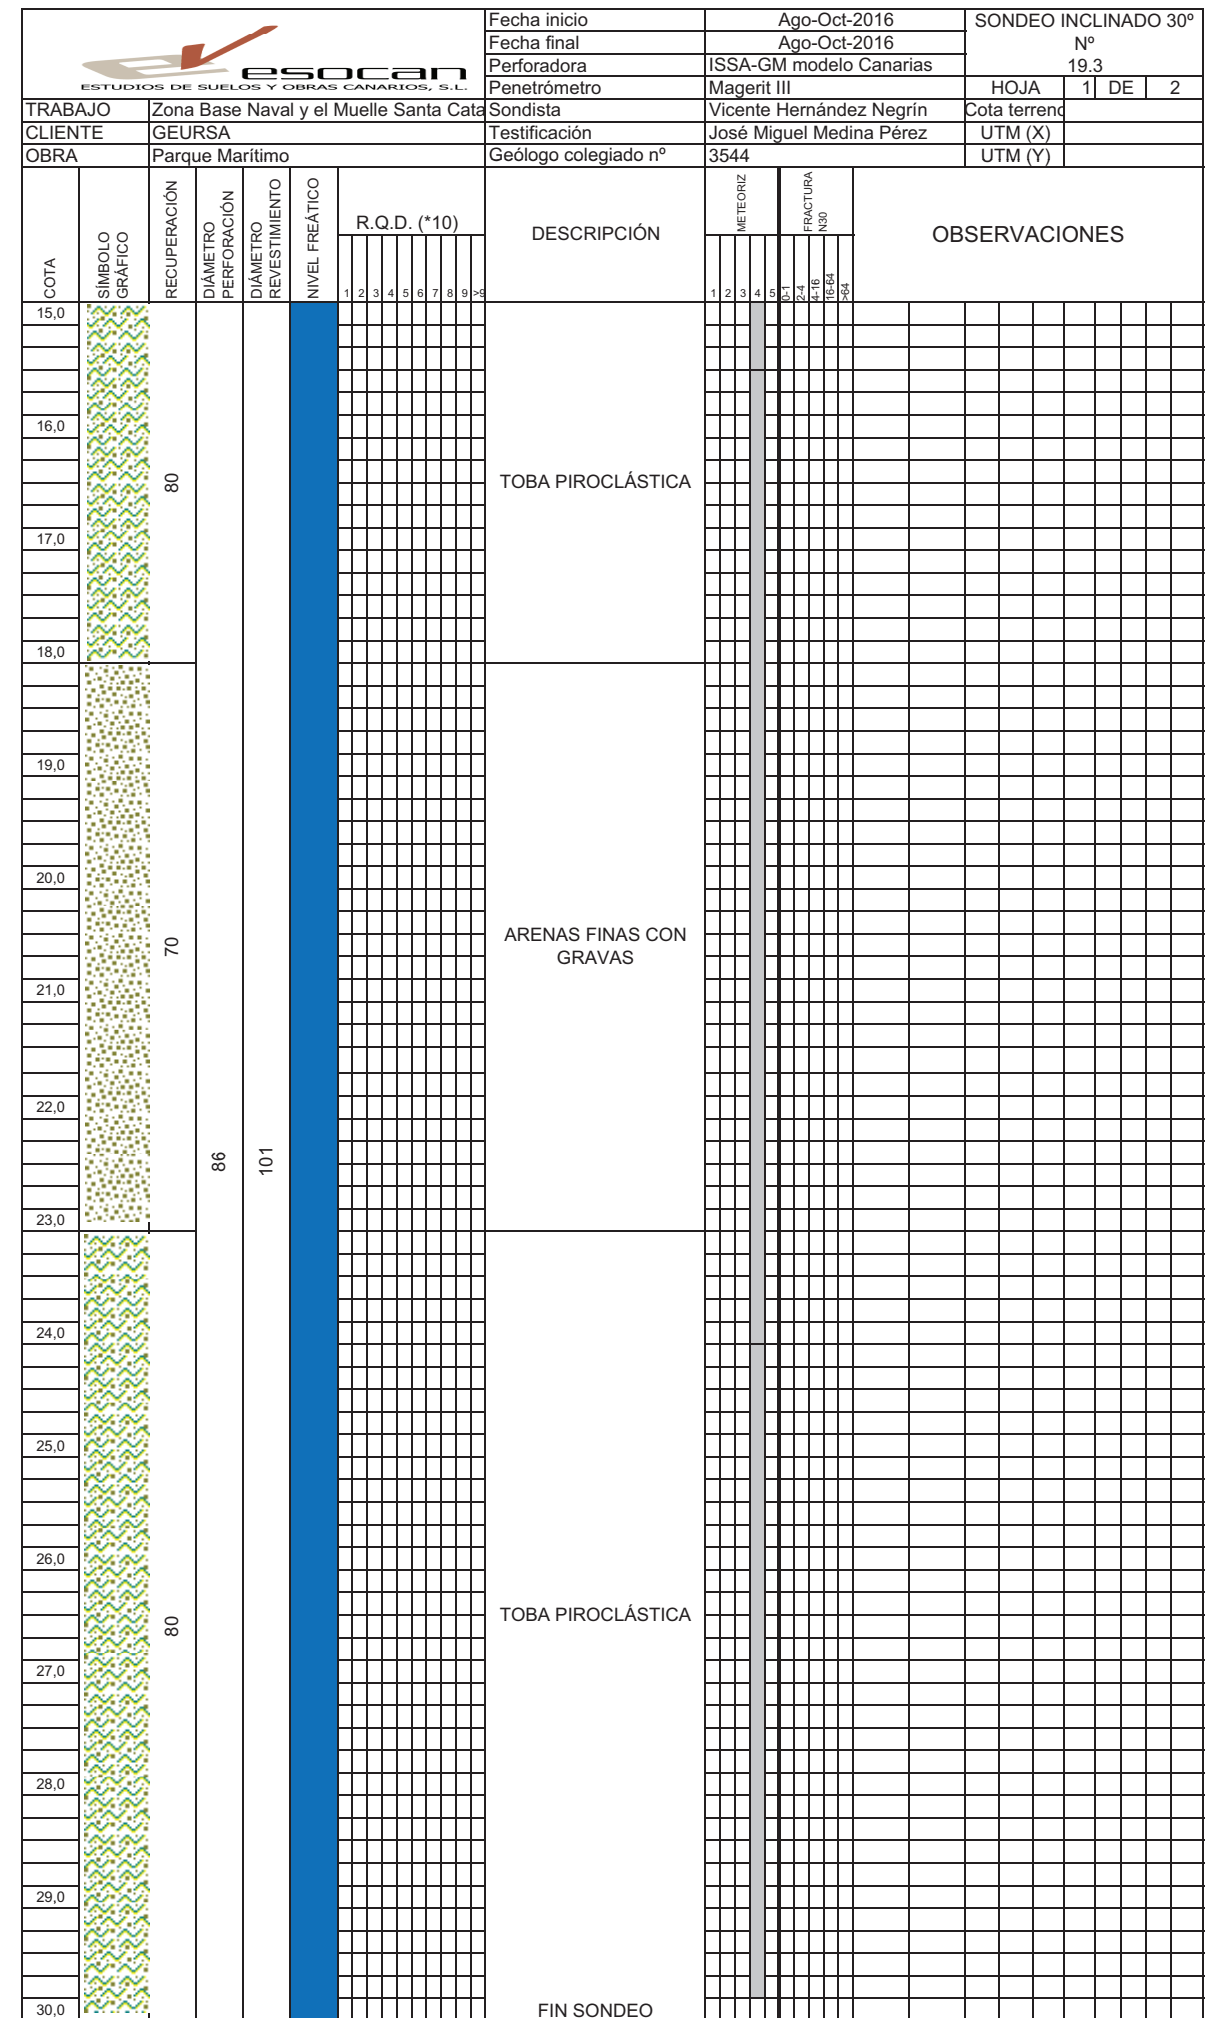 esocan
ESTUDIOS DE SUELOS Y OBRAS CANARIOS, S.L.
Fecha inicio Ago-Oct-2016 SONDEO INCLINADO 30º
Fecha final Ago-Oct-2016 Nº
Perforadora ISSA-GM modelo Canarias 19.3
Penetrómetro Magerit III HOJA 1 DE 2
TRABAJO Zona Base Naval y el Muelle Santa Cata Sondista Vicente Hernández Negrín Cota terreno
CLIENTE GEURSA Testificación José Miguel Medina Pérez UTM (X)
OBRA Parque Marítimo Geólogo colegiado nº 3544 UTM (Y)
COTA
SÍMBOLO
GRÁFICO
RECUPERACIÓN
DIÁMETRO
PERFORACIÓN
DIÁMETRO
REVESTIMIENTO
NIVEL FREÁTICO
R.Q.D. (*10)
1 2 3 4 5 6 7 8 9 >9
DESCRIPCIÓN
METEORIZ
1 2 3 4 5
FRACTURA
N30
0-1
2-4
4-16
16-64
>64
OBSERVACIONES
15,0
16,0
80
TOBA PIROCLÁSTICA
17,0
18,0
19,0
20,0
70
ARENAS FINAS CON
GRAVAS
21,0
22,0
86
101
23,0
24,0
25,0
26,0
80
TOBA PIROCLÁSTICA
27,0
28,0
29,0
30,0
FIN SONDEO